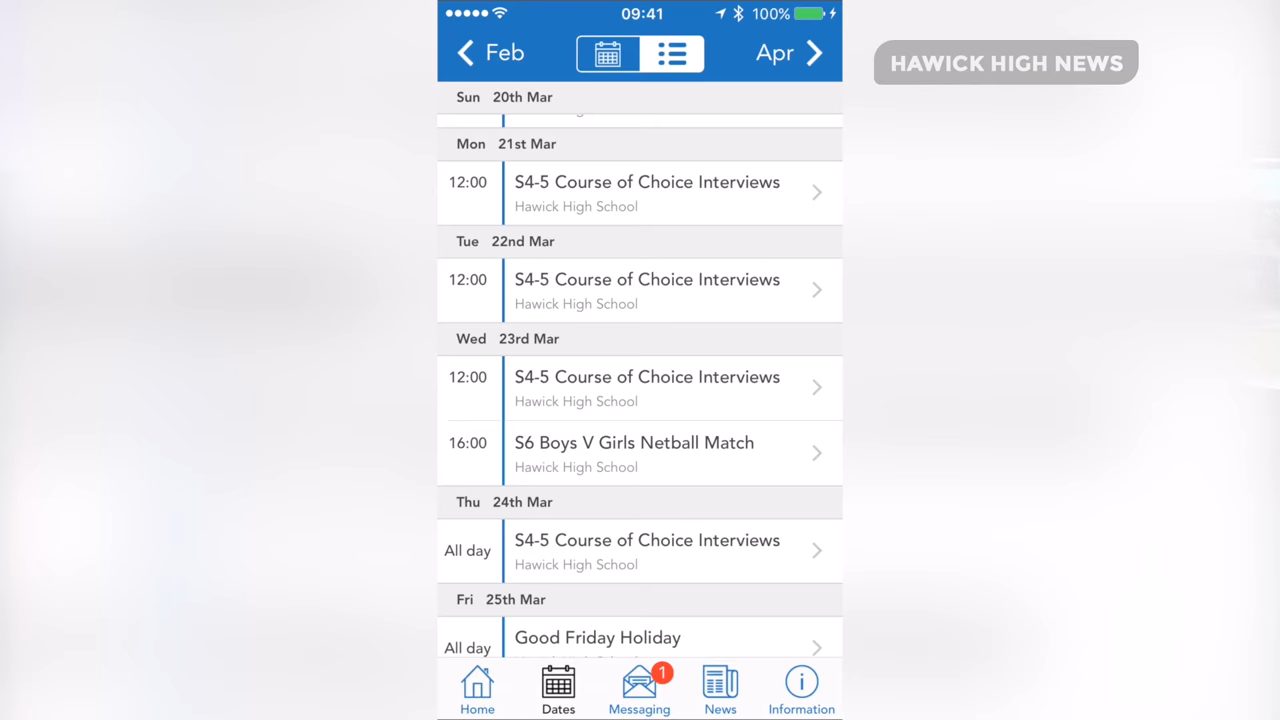 09:41
100%
Feb
Apr
HAWICK HIGH NEWS
Sun 20th Mar
Mon 21st Mar
12:00 S4-5 Course of Choice Interviews
Hawick High School
Tue 22nd Mar
12:00 S4-5 Course of Choice Interviews
Hawick High School
Wed 23rd Mar
12:00 S4-5 Course of Choice Interviews
Hawick High School
16:00 S6 Boys V Girls Netball Match
Hawick High School
Thu 24th Mar
All day S4-5 Course of Choice Interviews
Hawick High School
Fri 25th Mar
All day Good Friday Holiday
1
Home Dates Messaging News Information